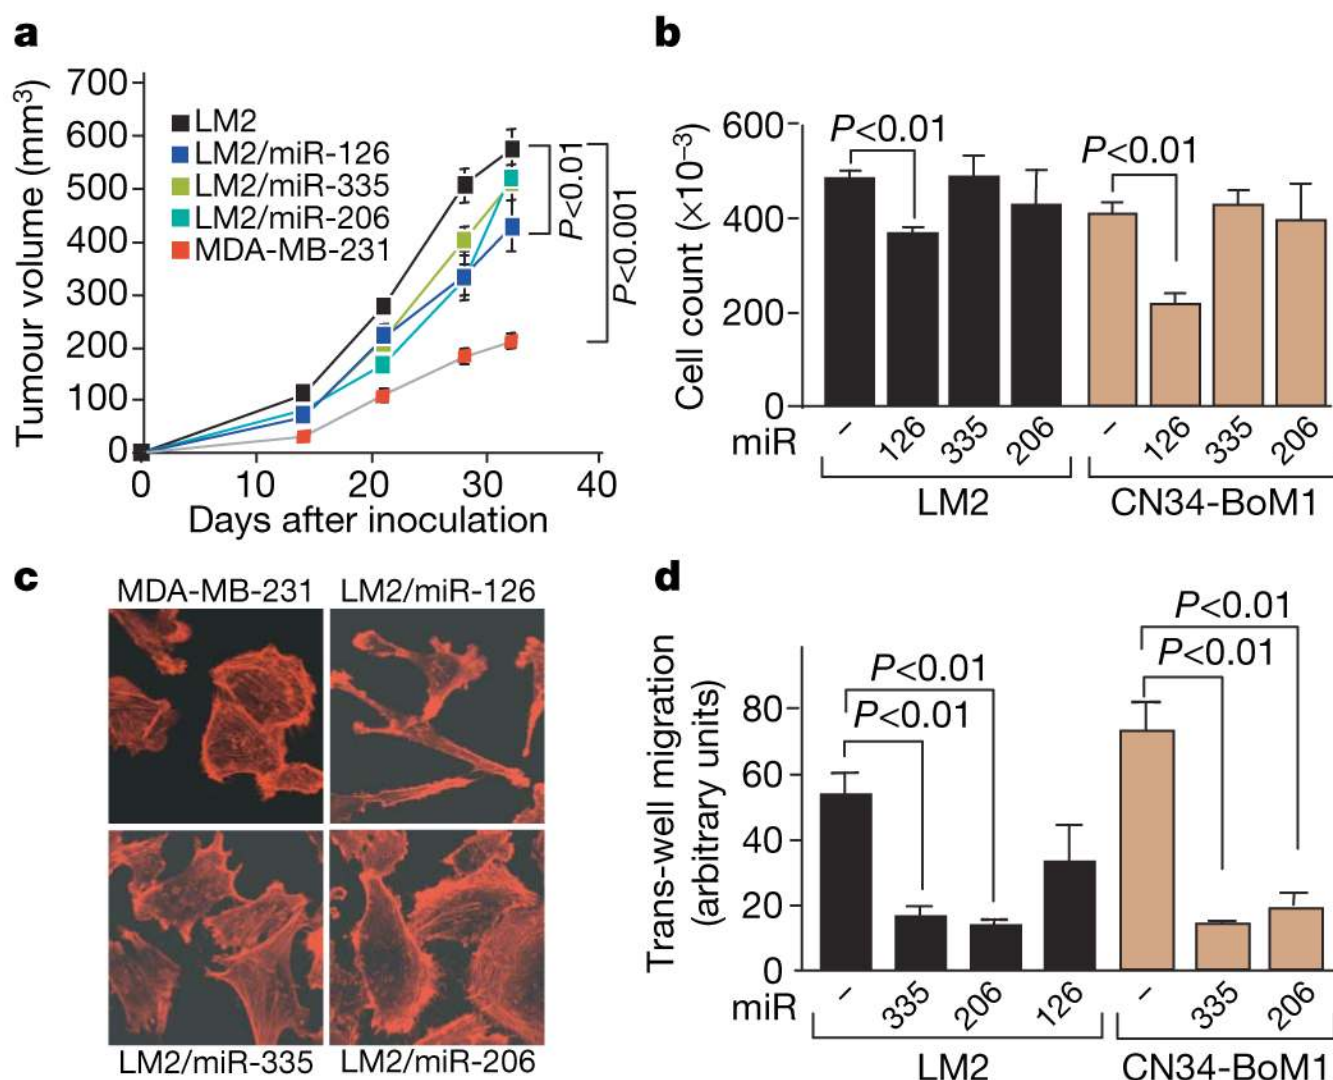 a
Tumour volume (mm³)
700
600
500
400
300
200
100
0
LM2
LM2/miR-126
LM2/miR-335
LM2/miR-206
MDA-MB-231
P<0.01
P<0.001
0 10 20 30 40
Days after inoculation
b
Cell count (×10⁻³)
600
400
200
0
P<0.01
P<0.01
miR – 126 335 206 – 126 335 206
LM2 CN34-BoM1
c
MDA-MB-231 LM2/miR-126
LM2/miR-335 LM2/miR-206
d
Trans-well migration
(arbitrary units)
80
60
40
20
0
P<0.01
P<0.01
P<0.01
P<0.01
miR – 335 206 126 – 335 206
LM2 CN34-BoM1